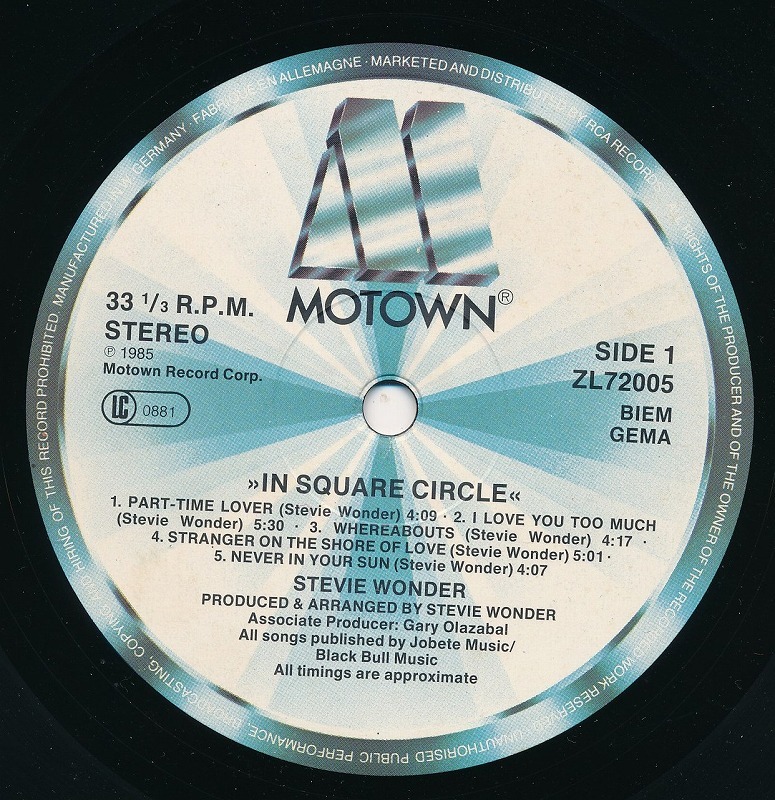 MANUFACTURED IN W. GERMANY · FABRIQUÉ EN ALLEMAGNE · MARKETED AND DISTRIBUTED BY RCA RECORDS · ALL RIGHTS OF THE PRODUCER AND OF THE OWNER OF THE RECORDED WORK RESERVED · UNAUTHORISED PUBLIC PERFORMANCE, BROADCASTING, COPYING AND HIRING OF THIS RECORD PROHIBITED
MOTOWN®
33 1/3 R.P.M.
STEREO
℗ 1985
Motown Record Corp.
LC 0881
SIDE 1
ZL72005
BIEM
GEMA
»IN SQUARE CIRCLE«
1. PART-TIME LOVER (Stevie Wonder) 4:09 · 2. I LOVE YOU TOO MUCH
(Stevie Wonder) 5:30 · 3. WHEREABOUTS (Stevie Wonder) 4:17 ·
4. STRANGER ON THE SHORE OF LOVE (Stevie Wonder) 5:01 ·
5. NEVER IN YOUR SUN (Stevie Wonder) 4:07
STEVIE WONDER
PRODUCED & ARRANGED BY STEVIE WONDER
Associate Producer: Gary Olazabal
All songs published by Jobete Music/
Black Bull Music
All timings are approximate